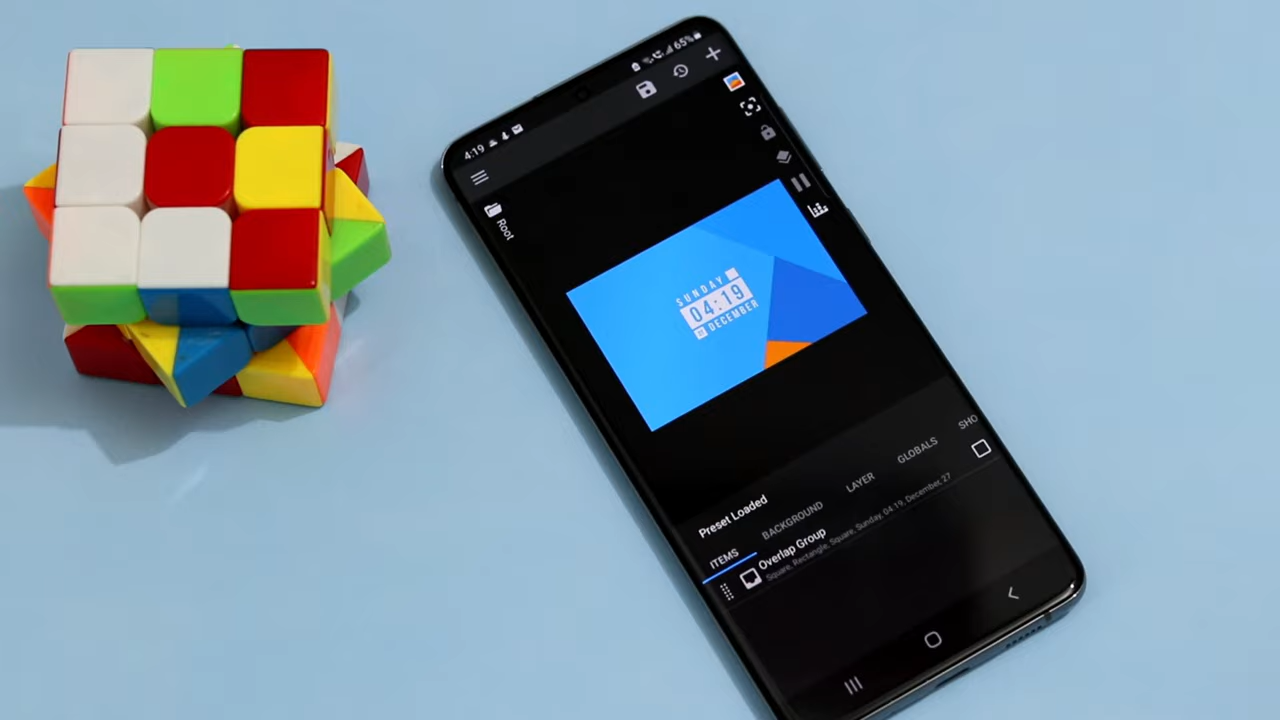 4:19
65%
Root
SUNDAY
04:19
27 DECEMBER
Preset Loaded
ITEMS
BACKGROUND
LAYER
GLOBALS
SHO
Overlap Group
Square, Rectangle, Square, Sunday, 04 19, December, 27